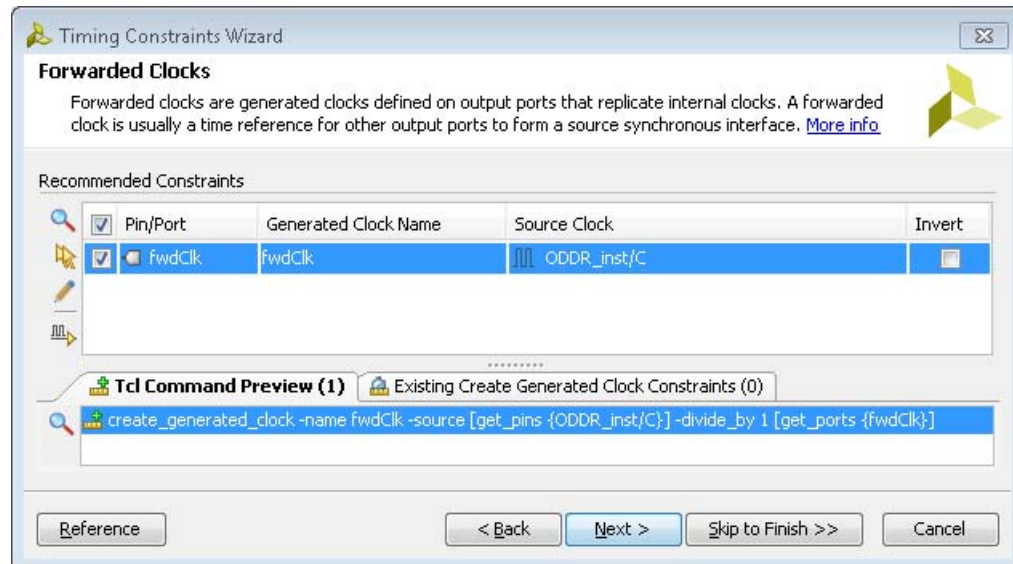 Timing Constraints Wizard
Forwarded Clocks
Forwarded clocks are generated clocks defined on output ports that replicate internal clocks. A forwarded
clock is usually a time reference for other output ports to form a source synchronous interface. More info
Recommended Constraints
Pin/Port Generated Clock Name Source Clock Invert
fwdClk fwdClk ODDR_inst/C
Tcl Command Preview (1) Existing Create Generated Clock Constraints (0)
create_generated_clock -name fwdClk -source [get_pins {ODDR_inst/C}] -divide_by 1 [get_ports {fwdClk}]
Reference < Back Next > Skip to Finish >> Cancel